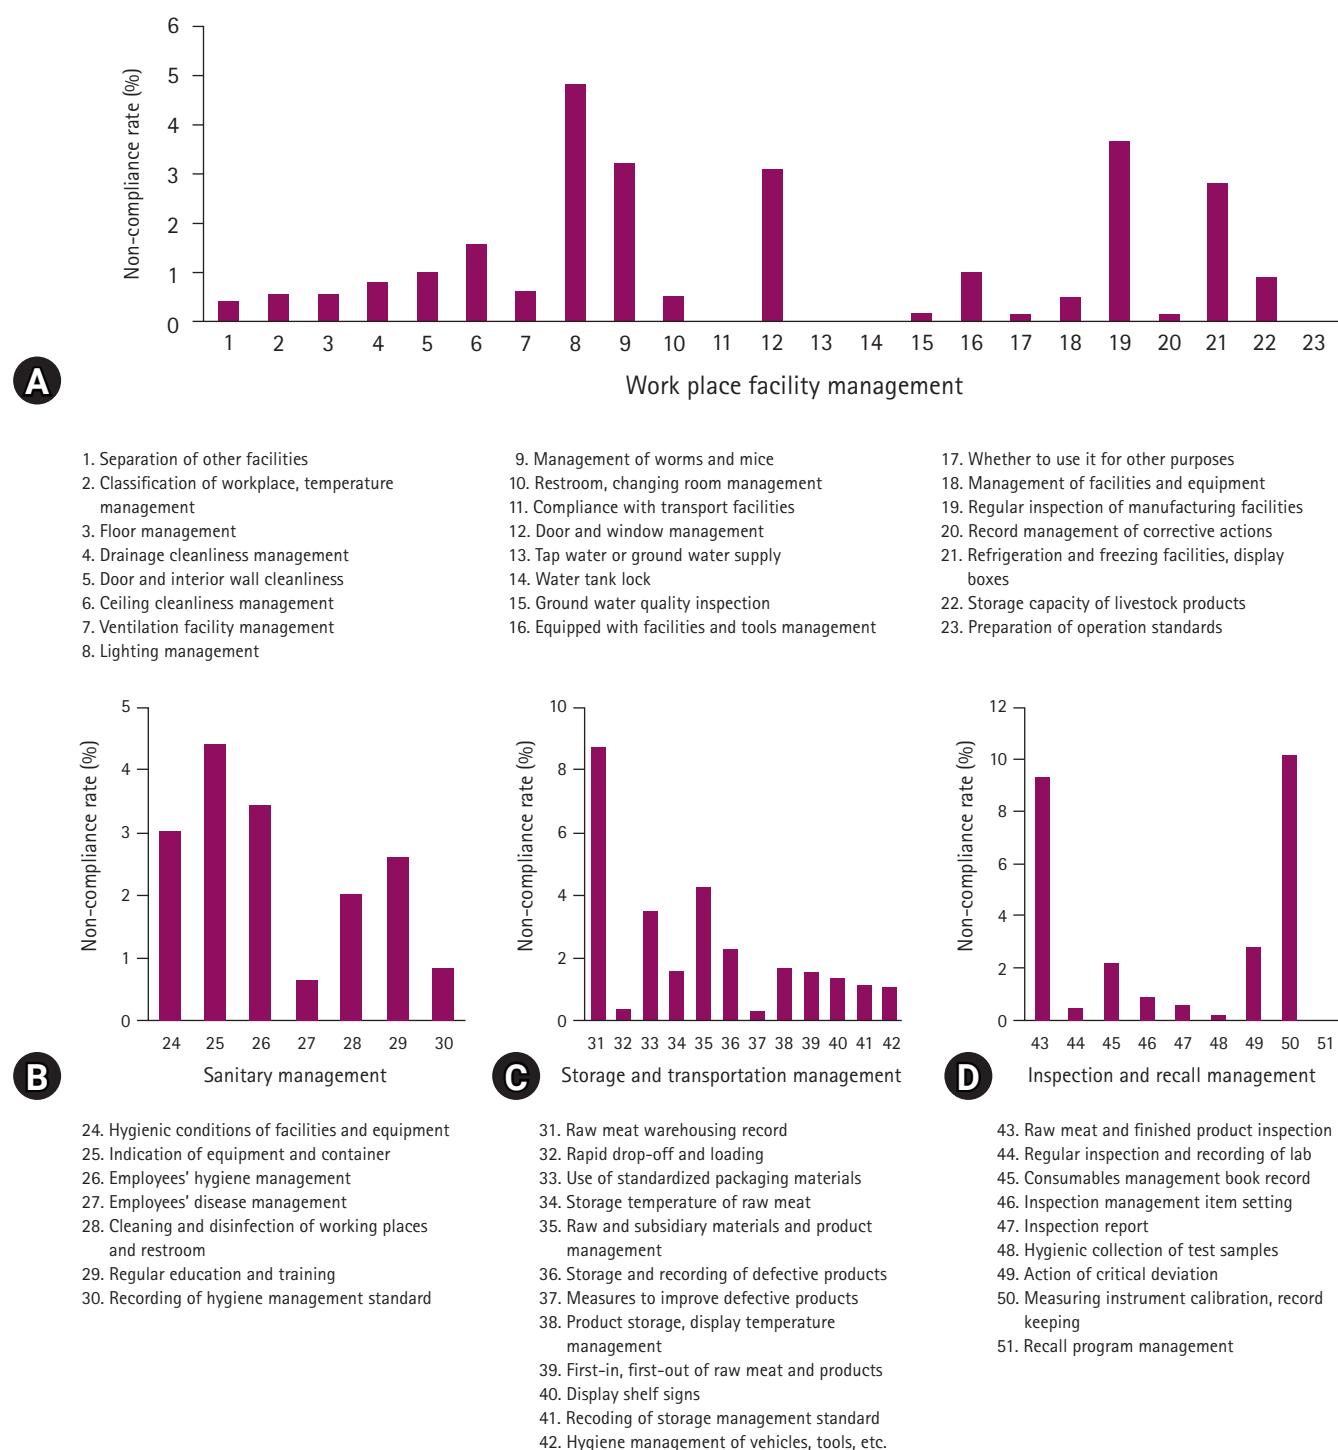 6
5
4
3
2
1
0
Non-compliance rate (%)
1 2 3 4 5 6 7 8 9 10 11 12 13 14 15 16 17 18 19 20 21 22 23
A
Work place facility management
1. Separation of other facilities
2. Classification of workplace, temperature
management
3. Floor management
4. Drainage cleanliness management
5. Door and interior wall cleanliness
6. Ceiling cleanliness management
7. Ventilation facility management
8. Lighting management
9. Management of worms and mice
10. Restroom, changing room management
11. Compliance with transport facilities
12. Door and window management
13. Tap water or ground water supply
14. Water tank lock
15. Ground water quality inspection
16. Equipped with facilities and tools management
17. Whether to use it for other purposes
18. Management of facilities and equipment
19. Regular inspection of manufacturing facilities
20. Record management of corrective actions
21. Refrigeration and freezing facilities, display
boxes
22. Storage capacity of livestock products
23. Preparation of operation standards
5
4
3
2
1
0
Non-compliance rate (%)
24 25 26 27 28 29 30
B
Sanitary management
24. Hygienic conditions of facilities and equipment
25. Indication of equipment and container
26. Employees' hygiene management
27. Employees' disease management
28. Cleaning and disinfection of working places
and restroom
29. Regular education and training
30. Recording of hygiene management standard
10
8
6
4
2
0
Non-compliance rate (%)
31 32 33 34 35 36 37 38 39 40 41 42
C
Storage and transportation management
31. Raw meat warehousing record
32. Rapid drop-off and loading
33. Use of standardized packaging materials
34. Storage temperature of raw meat
35. Raw and subsidiary materials and product
management
36. Storage and recording of defective products
37. Measures to improve defective products
38. Product storage, display temperature
management
39. First-in, first-out of raw meat and products
40. Display shelf signs
41. Recoding of storage management standard
42. Hygiene management of vehicles, tools, etc.
12
10
8
6
4
2
0
Non-compliance rate (%)
43 44 45 46 47 48 49 50 51
D
Inspection and recall management
43. Raw meat and finished product inspection
44. Regular inspection and recording of lab
45. Consumables management book record
46. Inspection management item setting
47. Inspection report
48. Hygienic collection of test samples
49. Action of critical deviation
50. Measuring instrument calibration, record
keeping
51. Recall program management